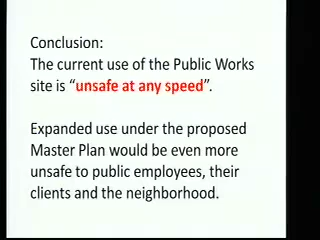 Conclusion:
The current use of the Public Works
site is “unsafe at any speed”.
Expanded use under the proposed
Master Plan would be even more
unsafe to public employees, their
clients and the neighborhood.